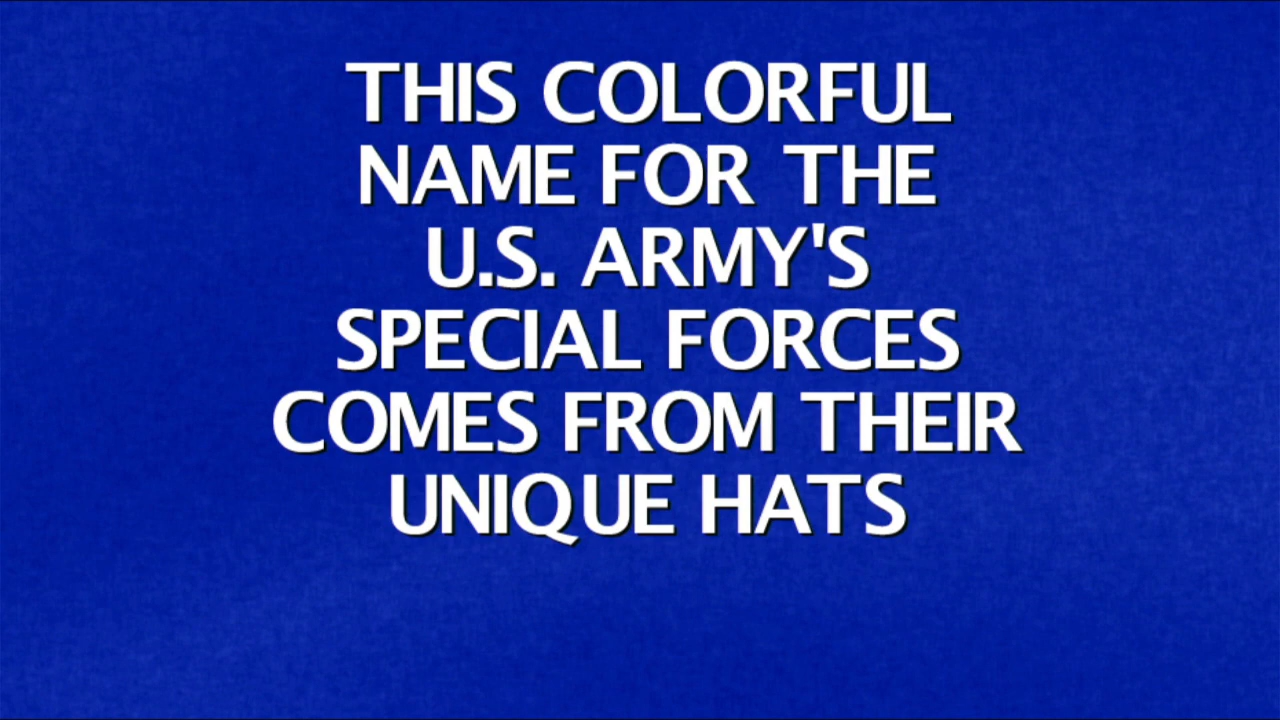 THIS COLORFUL
NAME FOR THE
U.S. ARMY'S
SPECIAL FORCES
COMES FROM THEIR
UNIQUE HATS